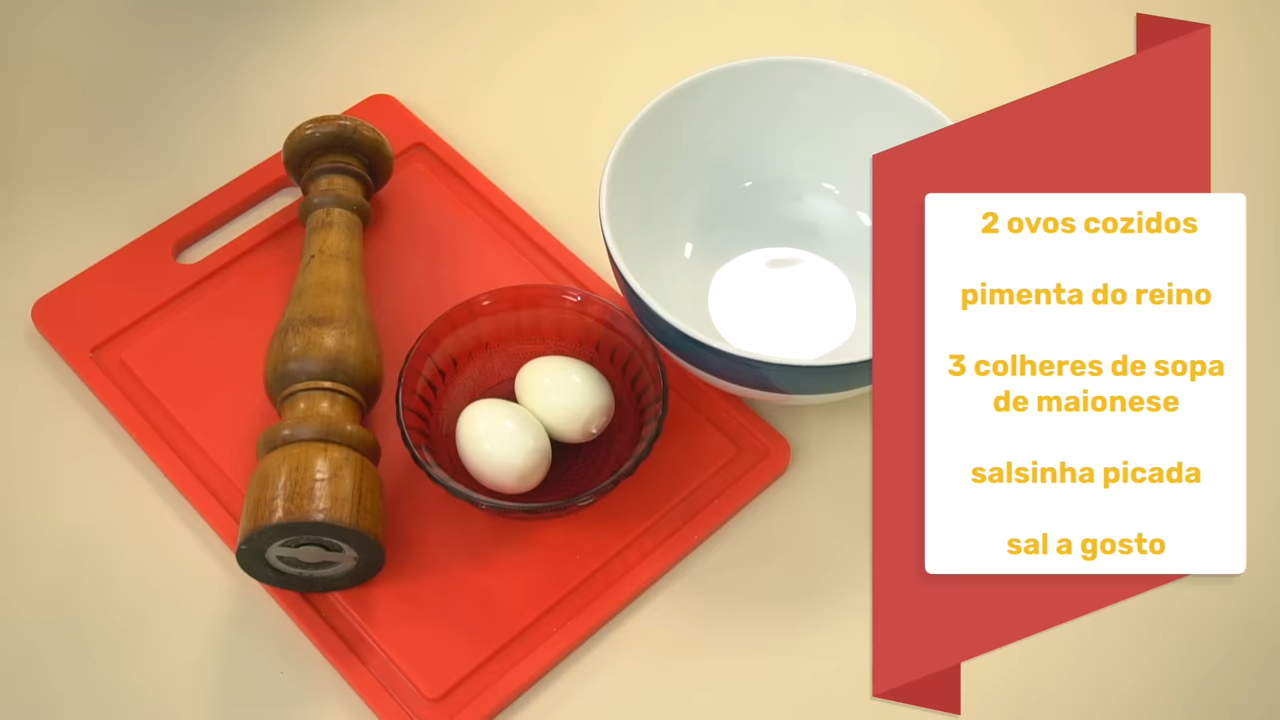 2 ovos cozidos
pimenta do reino
3 colheres de sopa
de maionese
salsinha picada
sal a gosto